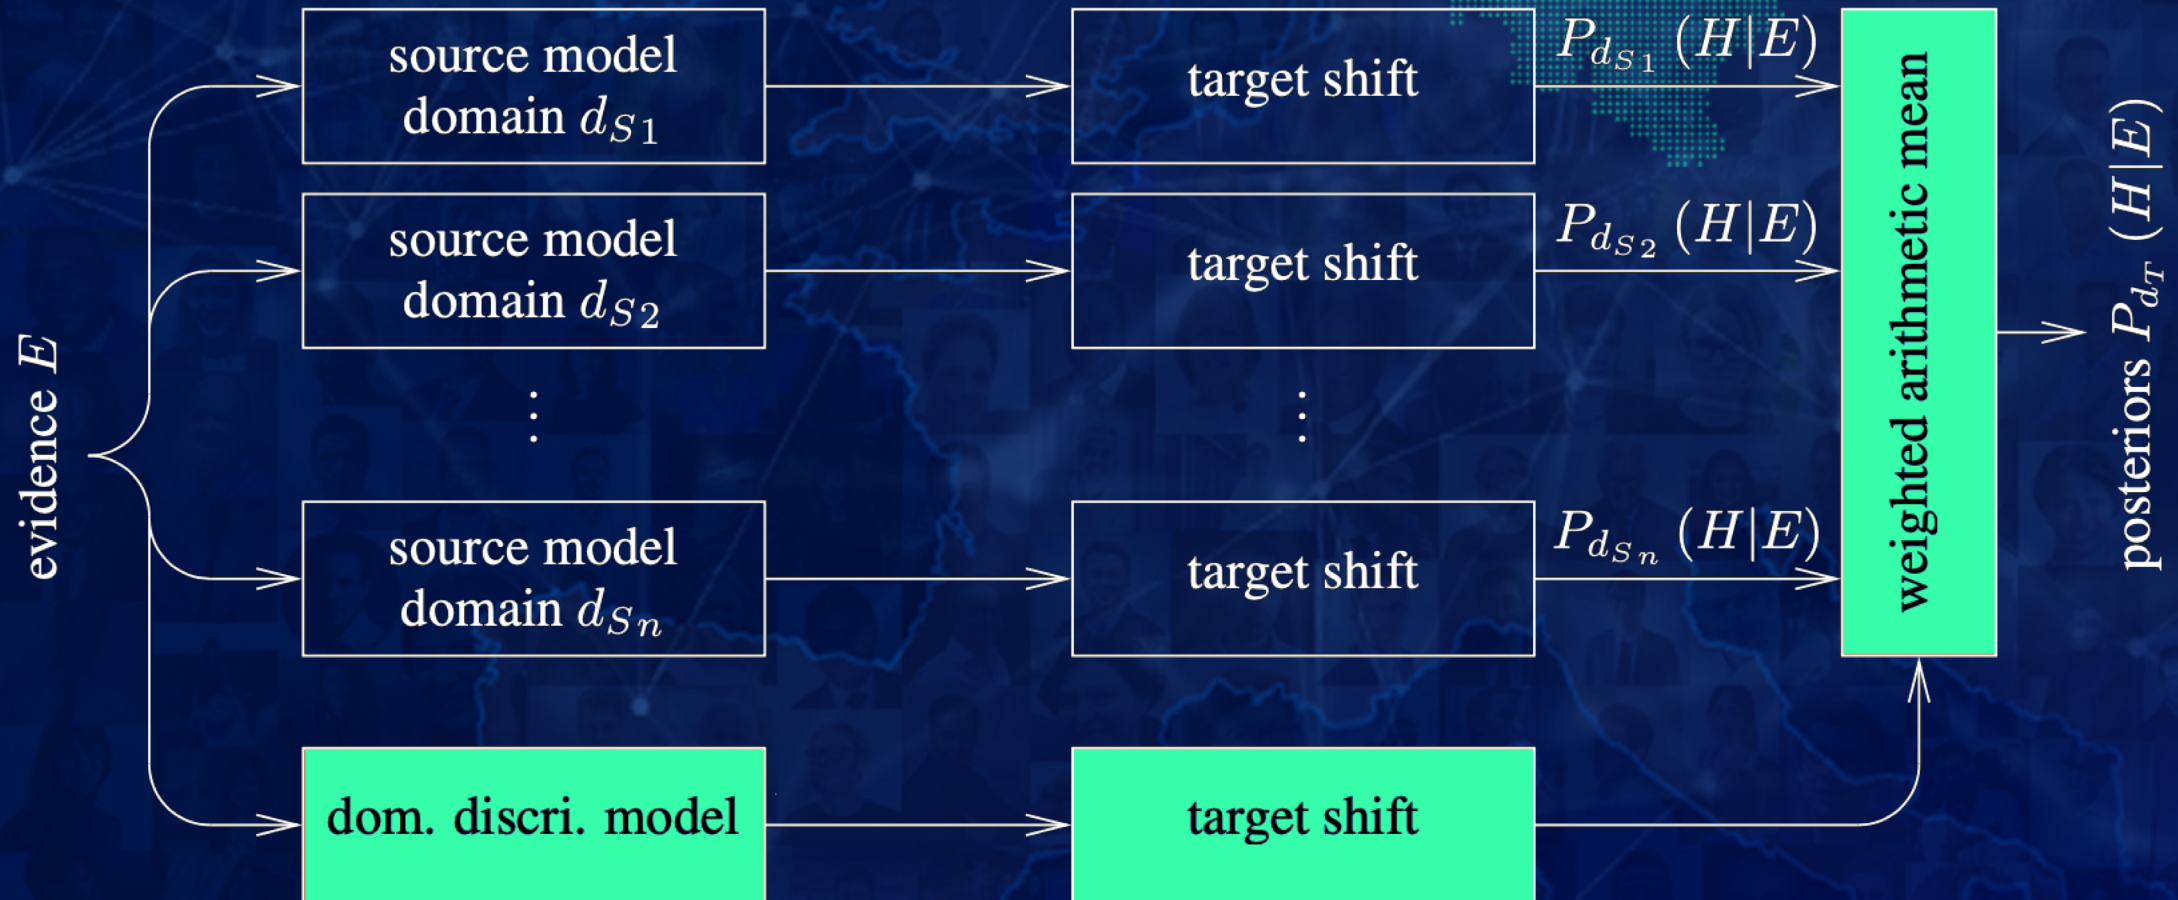 evidence E
source model
domain d_{S1}
target shift
P_{d_{S1}} (H|E)
source model
domain d_{S2}
target shift
P_{d_{S2}} (H|E)
⋮
⋮
source model
domain d_{Sn}
target shift
P_{d_{Sn}} (H|E)
dom. discri. model
target shift
weighted arithmetic mean
posteriors P_{d_T} (H|E)